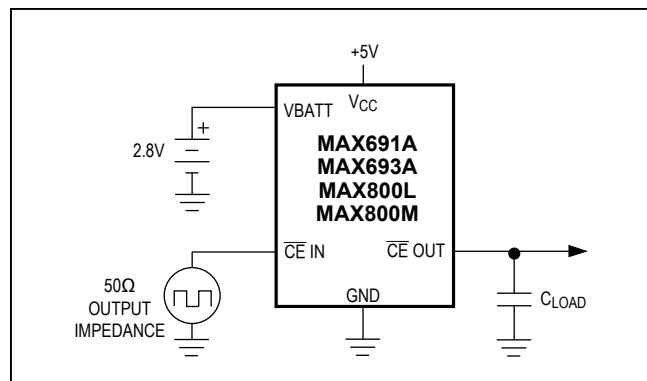 +5V
VBATT
VCC
+
2.8V
MAX691A
MAX693A
MAX800L
MAX800M
CE IN
CE OUT
50Ω
OUTPUT
IMPEDANCE
GND
CLOAD